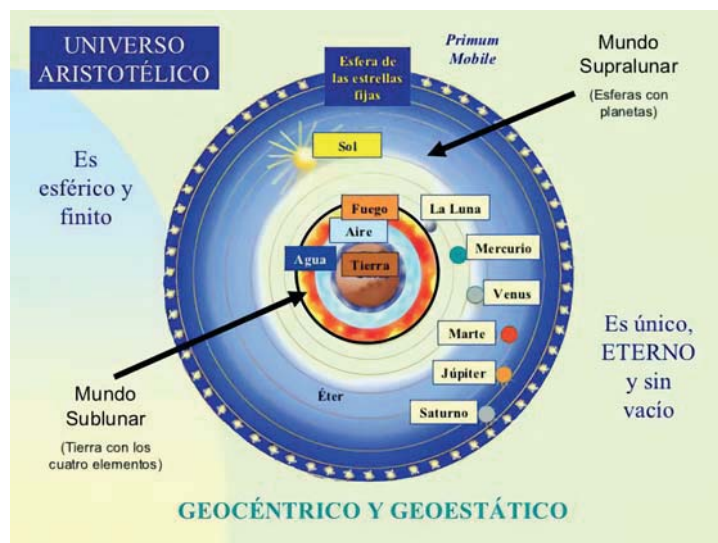 UNIVERSO
ARISTOTÉLICO
Esfera de
las estrellas
fijas
Primum
Mobile
Mundo
Supralunar
(Esferas con
planetas)
Es
esférico y
finito
Sol
Fuego
La Luna
Aire
Agua
Tierra
Mercurio
Venus
Marte
Júpiter
Saturno
Éter
Es único,
ETERNO
y sin
vacío
Mundo
Sublunar
(Tierra con los
cuatro elementos)
GEOCÉNTRICO Y GEOESTÁTICO